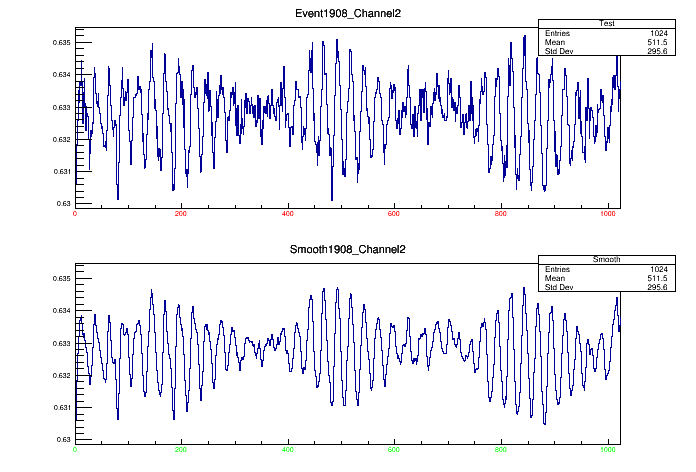 Event1908_Channel2
Test
Entries 1024
Mean 511.5
Std Dev 295.6
0.635
0.634
0.633
0.632
0.631
0.63
0 200 400 600 800 1000
Smooth1908_Channel2
Smooth
Entries 1024
Mean 511.5
Std Dev 295.6
0.635
0.634
0.633
0.632
0.631
0.63
0 200 400 600 800 1000